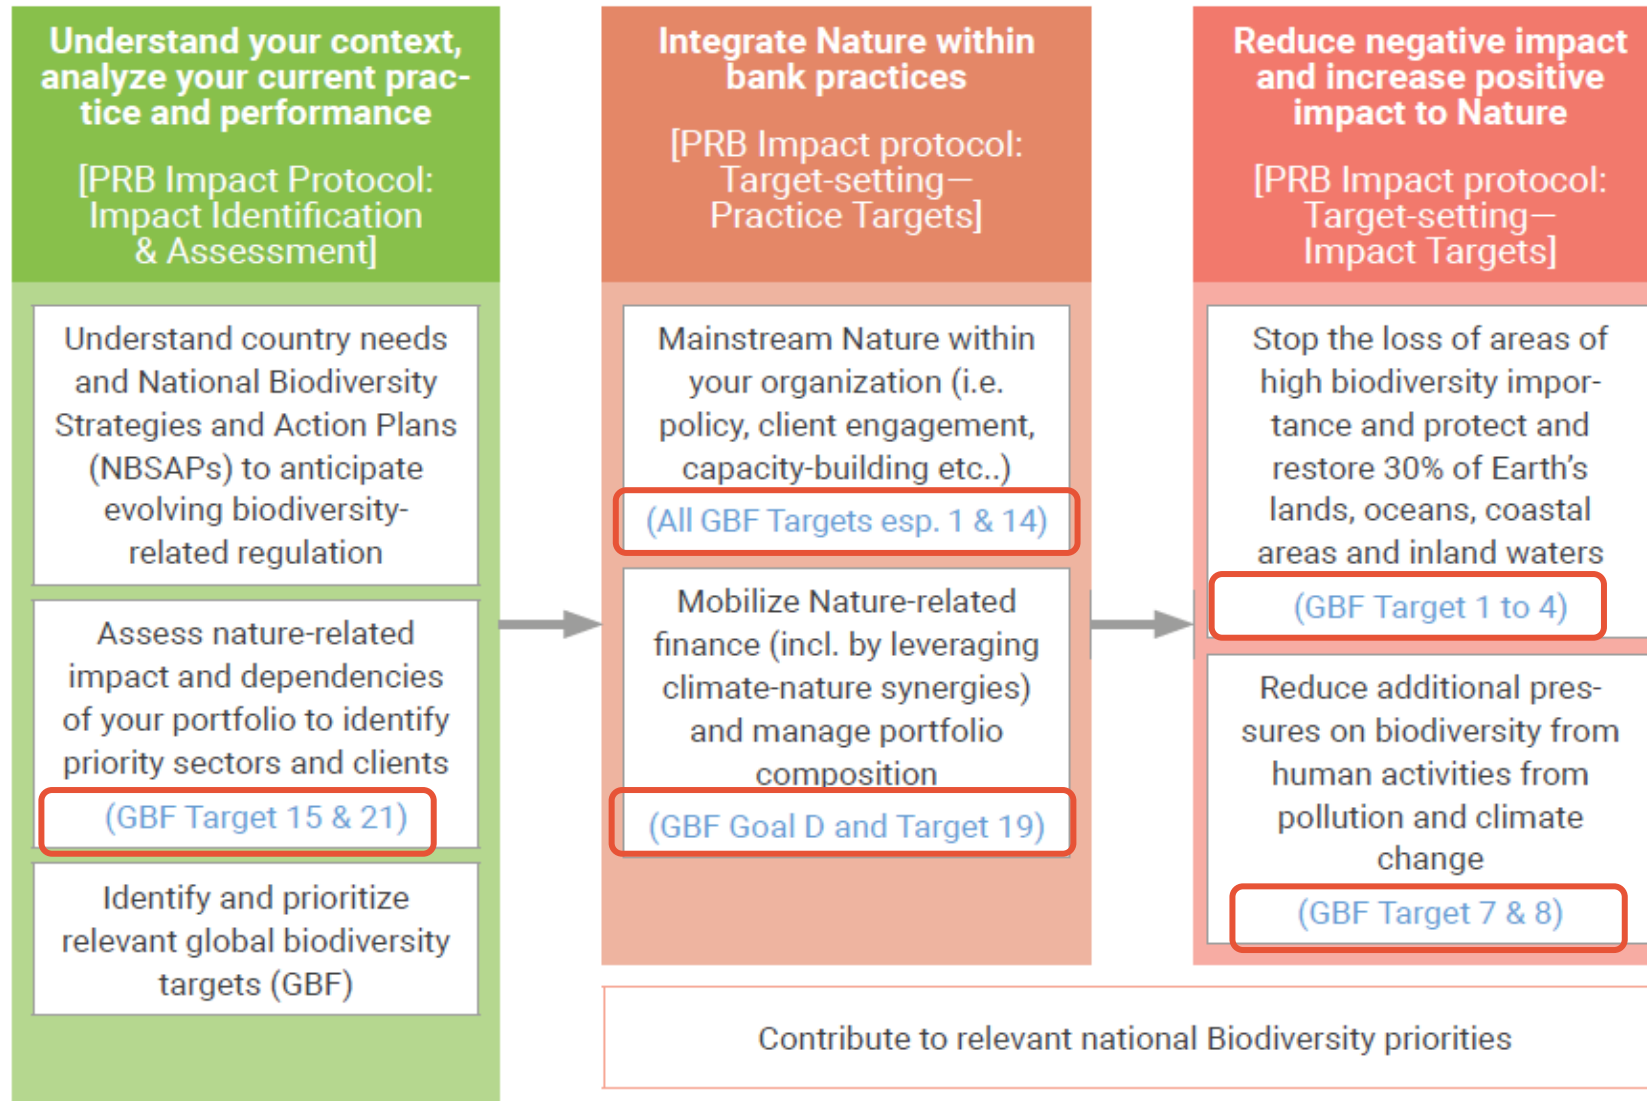 Understand your context,
analyze your current prac-
tice and performance
[PRB Impact Protocol:
Impact Identification
& Assessment]
Understand country needs
and National Biodiversity
Strategies and Action Plans
(NBSAPs) to anticipate
evolving biodiversity-
related regulation
Assess nature-related
impact and dependencies
of your portfolio to identify
priority sectors and clients
(GBF Target 15 & 21)
Identify and prioritize
relevant global biodiversity
targets (GBF)
Integrate Nature within
bank practices
[PRB Impact protocol:
Target-setting—
Practice Targets]
Mainstream Nature within
your organization (i.e.
policy, client engagement,
capacity-building etc..)
(All GBF Targets esp. 1 & 14)
Mobilize Nature-related
finance (incl. by leveraging
climate-nature synergies)
and manage portfolio
composition
(GBF Goal D and Target 19)
Reduce negative impact
and increase positive
impact to Nature
[PRB Impact protocol:
Target-setting—
Impact Targets]
Stop the loss of areas of
high biodiversity impor-
tance and protect and
restore 30% of Earth’s
lands, oceans, coastal
areas and inland waters
(GBF Target 1 to 4)
Reduce additional pres-
sures on biodiversity from
human activities from
pollution and climate
change
(GBF Target 7 & 8)
Contribute to relevant national Biodiversity priorities